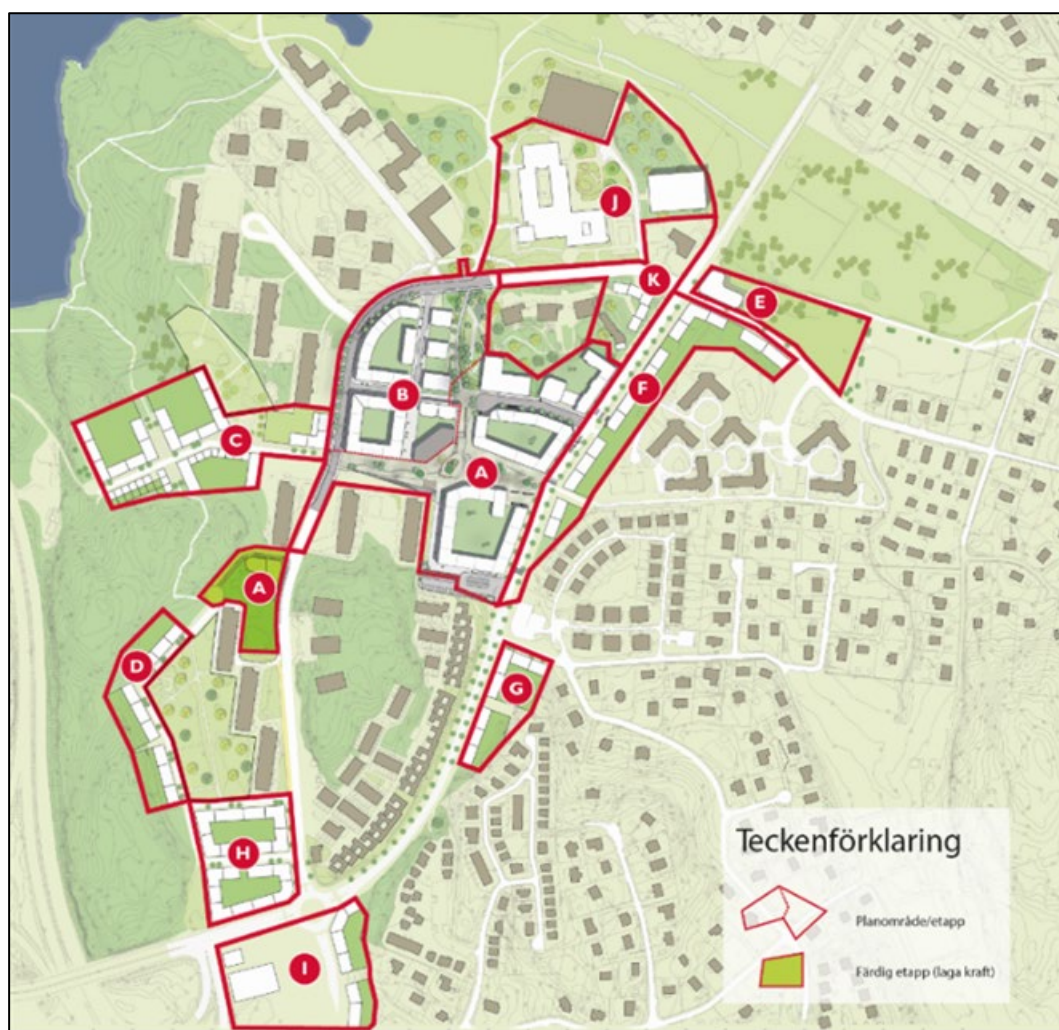 J
K
E
B
F
C
A
A
D
G
H
I
Teckenförklaring
Planområde/etapp
Färdig etapp (laga kraft)